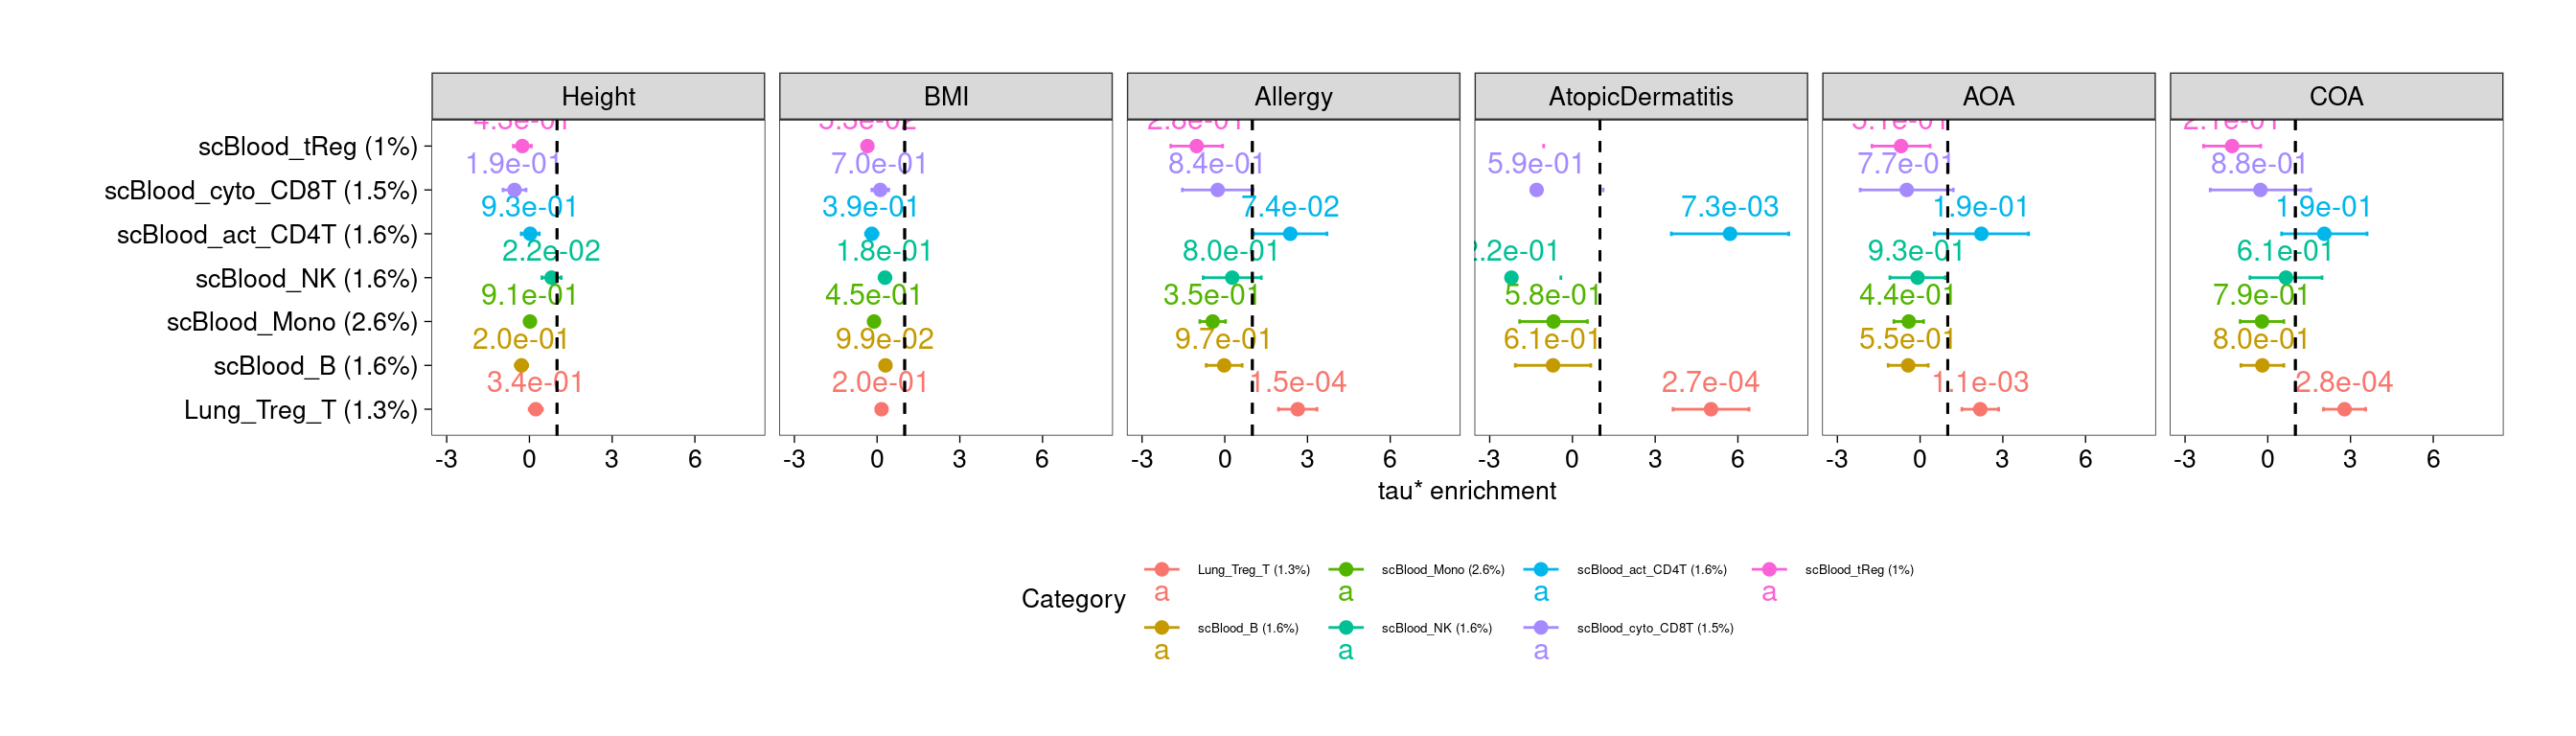 Height BMI Allergy AtopicDermatitis AOA COA
scBlood_tReg (1%)
1.9e-01 7.0e-01 8.4e-01 5.9e-01 7.7e-01 8.8e-01
scBlood_cyto_CD8T (1.5%)
9.3e-01 3.9e-01 7.4e-02 7.3e-03 1.9e-01 1.9e-01
scBlood_act_CD4T (1.6%)
2.2e-02 1.8e-01 8.0e-01 9.3e-01 6.1e-01
scBlood_NK (1.6%)
9.1e-01 4.5e-01 3.5e-01 5.8e-01 4.4e-01 7.9e-01
scBlood_Mono (2.6%)
2.0e-01 9.9e-02 9.7e-01 6.1e-01 5.5e-01 8.0e-01
scBlood_B (1.6%)
3.4e-01 2.0e-01 1.5e-04 2.7e-04 1.1e-03 2.8e-04
Lung_Treg_T (1.3%)
-3 0 3 6 -3 0 3 6 -3 0 3 6 -3 0 3 6 -3 0 3 6 -3 0 3 6
tau* enrichment
Category
Lung_Treg_T (1.3%) scBlood_Mono (2.6%) scBlood_act_CD4T (1.6%) scBlood_tReg (1%)
a a a a
scBlood_B (1.6%) scBlood_NK (1.6%) scBlood_cyto_CD8T (1.5%)
a a a